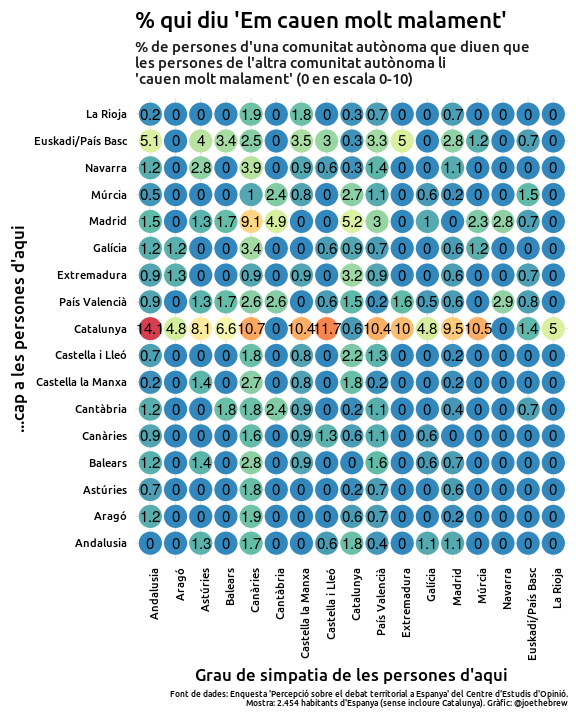 % qui diu 'Em cauen molt malament'
% de persones d'una comunitat autònoma que diuen que
les persones de l'altra comunitat autònoma li
'cauen molt malament' (0 en escala 0-10)
...cap a les persones d'aqui
La Rioja 0.2 0 0 0 1.9 0 1.8 0 0.3 0.7 0 0 0.7 0 0 0 0
Euskadi/País Basc 5.1 0 4 3.4 2.5 0 3.5 3 0.3 3.3 5 0 2.8 1.2 0 0.7 0
Navarra 1.2 0 2.8 0 3.9 0 0.9 0.6 0.3 1.4 0 0 1.1 0 0 0 0
Múrcia 0.5 0 0 0 1 2.4 0.8 0 2.7 1.1 0 0.6 0.2 0 0 1.5 0
Madrid 1.5 0 1.3 1.7 9.1 4.9 0 0 5.2 3 0 1 0 2.3 2.8 0.7 0
Galícia 1.2 1.2 0 0 3.4 0 0 0.6 0.9 0.7 0 0 0.6 1.2 0 0 0
Extremadura 0.9 1.3 0 0 0.9 0 0.9 0 3.2 0.9 0 0 0.6 0 0 0.7 0
País Valencià 0.9 0 1.3 1.7 2.6 2.6 0 0.6 1.5 0.2 1.6 0.5 0.6 0 2.9 0.8 0
Catalunya 14.1 4.8 8.1 6.6 10.7 0 10.4 11.7 0.6 10.4 10 4.8 9.5 10.5 0 1.4 5
Castella i Lleó 0.7 0 0 0 1.8 0 0.8 0 2.2 1.3 0 0 0.2 0 0 0 0
Castella la Manxa 0.2 0 1.4 0 2.7 0 0.8 0 1.8 0.2 0 0 0.2 0 0 0 0
Cantàbria 1.2 0 0 1.8 1.8 2.4 0.9 0 0.2 1.1 0 0 0.4 0 0 0.7 0
Canàries 0.9 0 0 0 1.6 0 0.9 1.3 0.6 1.1 0 0.6 0 0 0 0 0
Balears 1.2 0 1.4 0 2.8 0 0.9 0 0 1.6 0 0.6 0.7 0 0 0 0
Astúries 0.7 0 0 0 1.8 0 0 0 0.2 0.7 0 0 0.6 0 0 0 0
Aragó 1.2 0 0 0 1.9 0 0 0 0.6 0.7 0 0 0.2 0 0 0 0
Andalusia 0 0 1.3 0 1.7 0 0 0.6 1.8 0.4 0 1.1 1.1 0 0 0 0
Andalusia
Aragó
Astúries
Balears
Canàries
Cantàbria
Castella la Manxa
Castella i Lleó
Catalunya
País Valencià
Extremadura
Galícia
Madrid
Múrcia
Navarra
Euskadi/País Basc
La Rioja
Grau de simpatia de les persones d'aqui
Font de dades: Enquesta 'Percepció sobre el debat territorial a Espanya' del Centre d'Estudis d'Opinió.
Mostra: 2.454 habitants d'Espanya (sense incloure Catalunya). Gràfic: @joethebrew